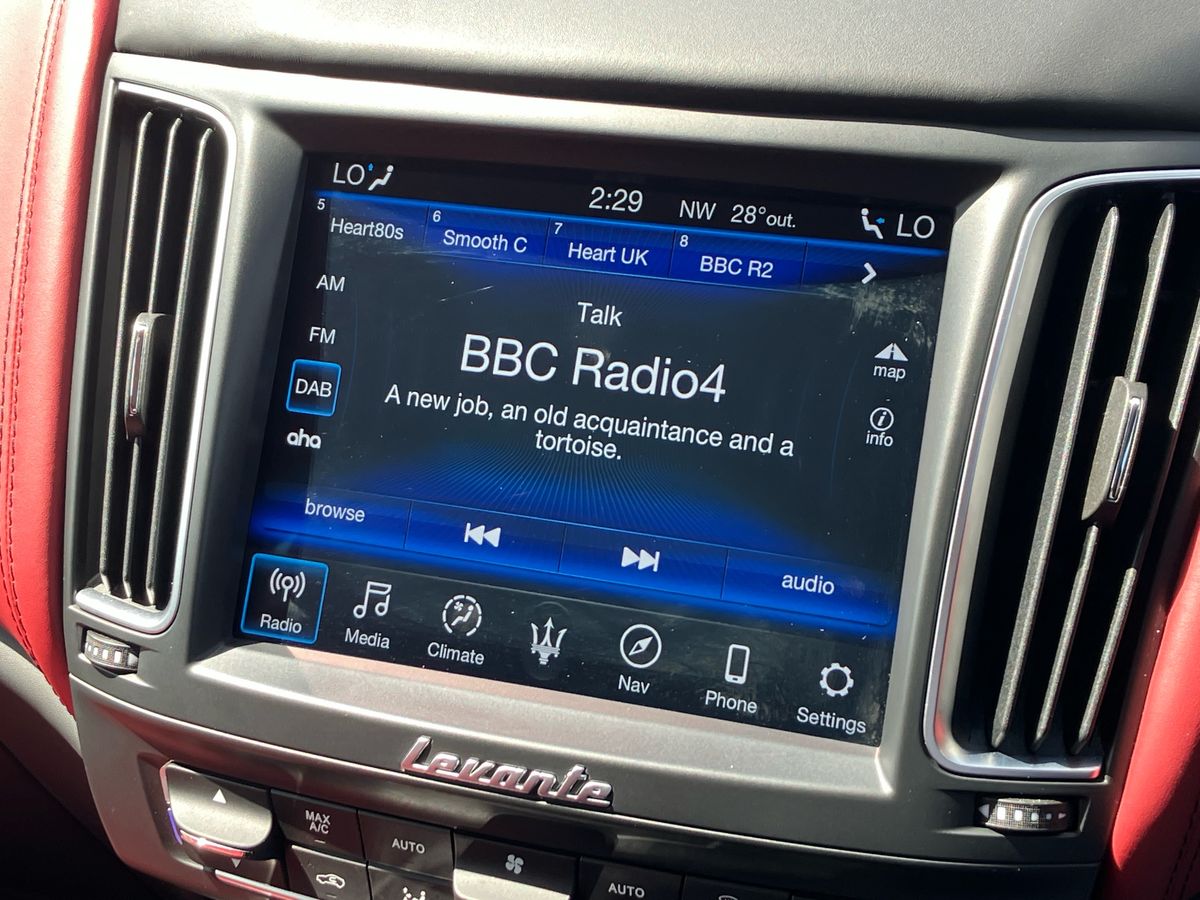 LO
2:29
NW 28°out.
LO
5 Heart80s
6 Smooth C
7 Heart UK
8 BBC R2
AM
FM
DAB
aha
Talk
BBC Radio4
A new job, an old acquaintance and a
tortoise.
map
info
browse
audio
Radio
Media
Climate
Nav
Phone
Settings
Levante
MAX
A/C
AUTO
AUTO